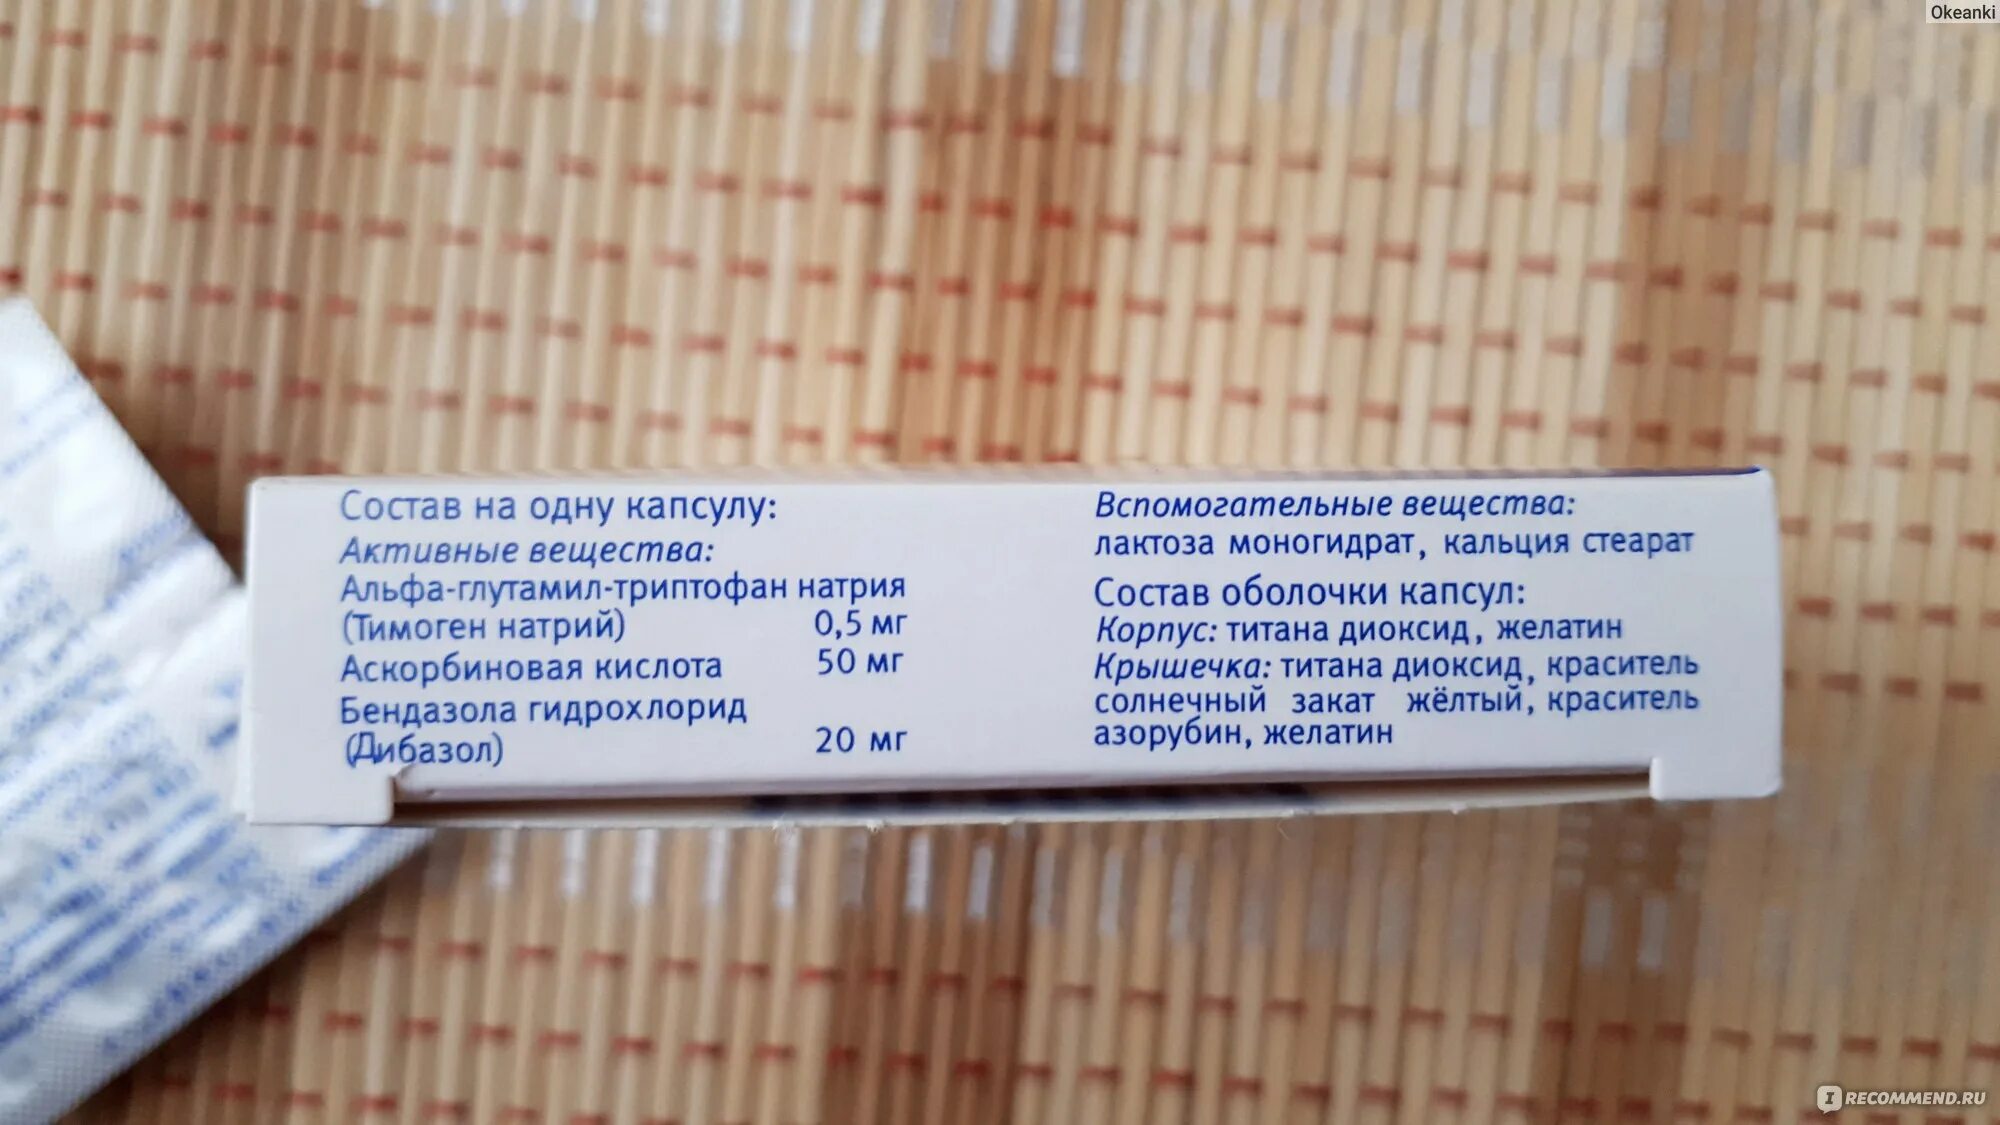 Okeanki
Состав на одну капсулу:
Активные вещества:
Альфа-глутамил-триптофан натрия
(Тимоген натрий) 0,5 мг
Аскорбиновая кислота 50 мг
Бендазола гидрохлорид
(Дибазол) 20 мг
Вспомогательные вещества:
лактоза моногидрат, кальция стеарат
Состав оболочки капсул:
Корпус: титана диоксид, желатин
Крышечка: титана диоксид, краситель
солнечный закат жёлтый, краситель
азорубин, желатин
I RECOMMEND.RU